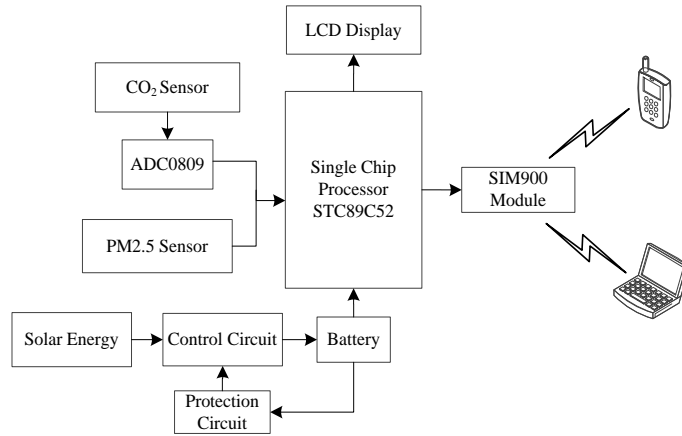 LCD Display
CO₂ Sensor
ADC0809
PM2.5 Sensor
Single Chip
Processor
STC89C52
SIM900
Module
Solar Energy
Control Circuit
Battery
Protection
Circuit